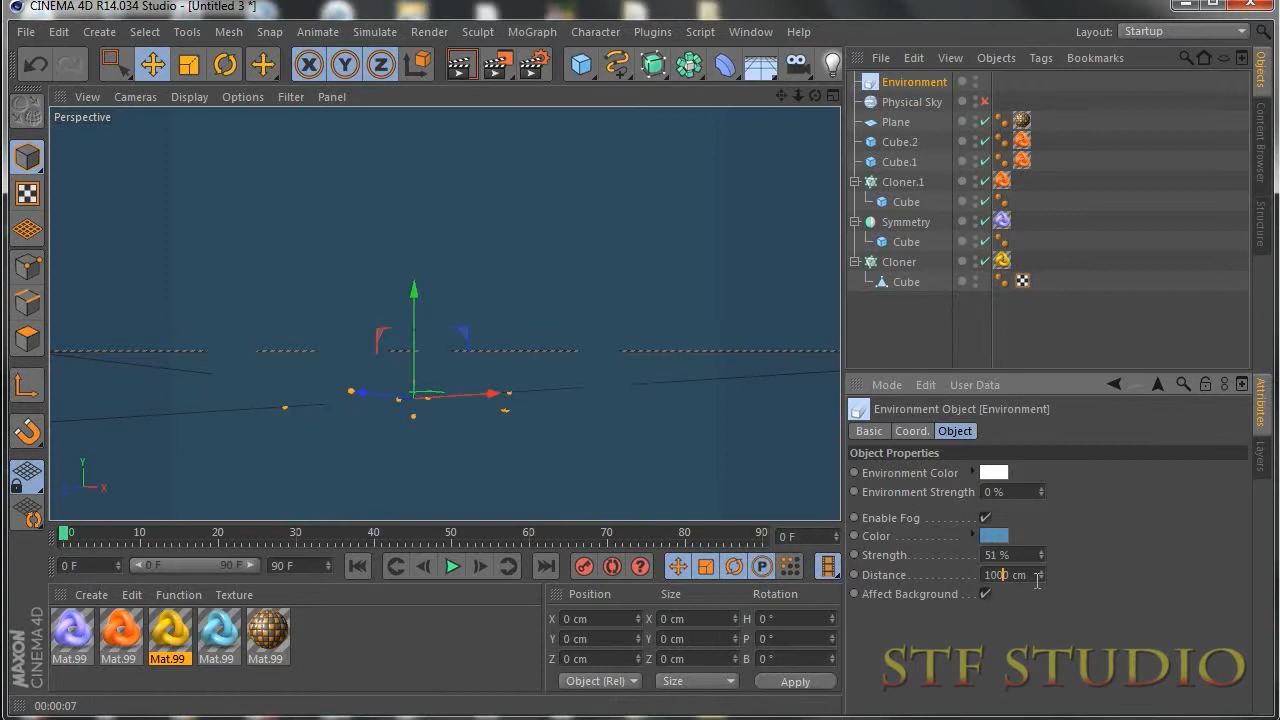 CINEMA 4D R14.034 Studio - [Untitled 3 *]
File Edit Create Select Tools Mesh Snap Animate Simulate Render Sculpt MoGraph Character Plugins Script Window Help Layout: Startup
X Y Z
File Edit View Objects Tags Bookmarks
View Cameras Display Options Filter Panel
Perspective
Environment
Physical Sky
Plane
Cube.2
Cube.1
Cloner.1
Cube
Symmetry
Cube
Cloner
Cube
Objects
Content Browser
Structure
Mode Edit User Data
Environment Object [Environment]
Basic Coord. Object
Object Properties
Environment Color
Environment Strength 0 %
Enable Fog
Color
Strength 51 %
Distance 1000 cm
Affect Background
Attributes
Layers
Y
Z X
0 10 20 30 40 50 60 70 80 90 0 F
0 F 0 F 90 F 90 F
P
Create Edit Function Texture
Mat.99 Mat.99 Mat.99 Mat.99 Mat.99
Position Size Rotation
X 0 cm X 0 cm H 0 °
Y 0 cm Y 0 cm P 0 °
Z 0 cm Z 0 cm B 0 °
Object (Rel) Size Apply
MAXON
CINEMA 4D
STF STUDIO
00:00:07